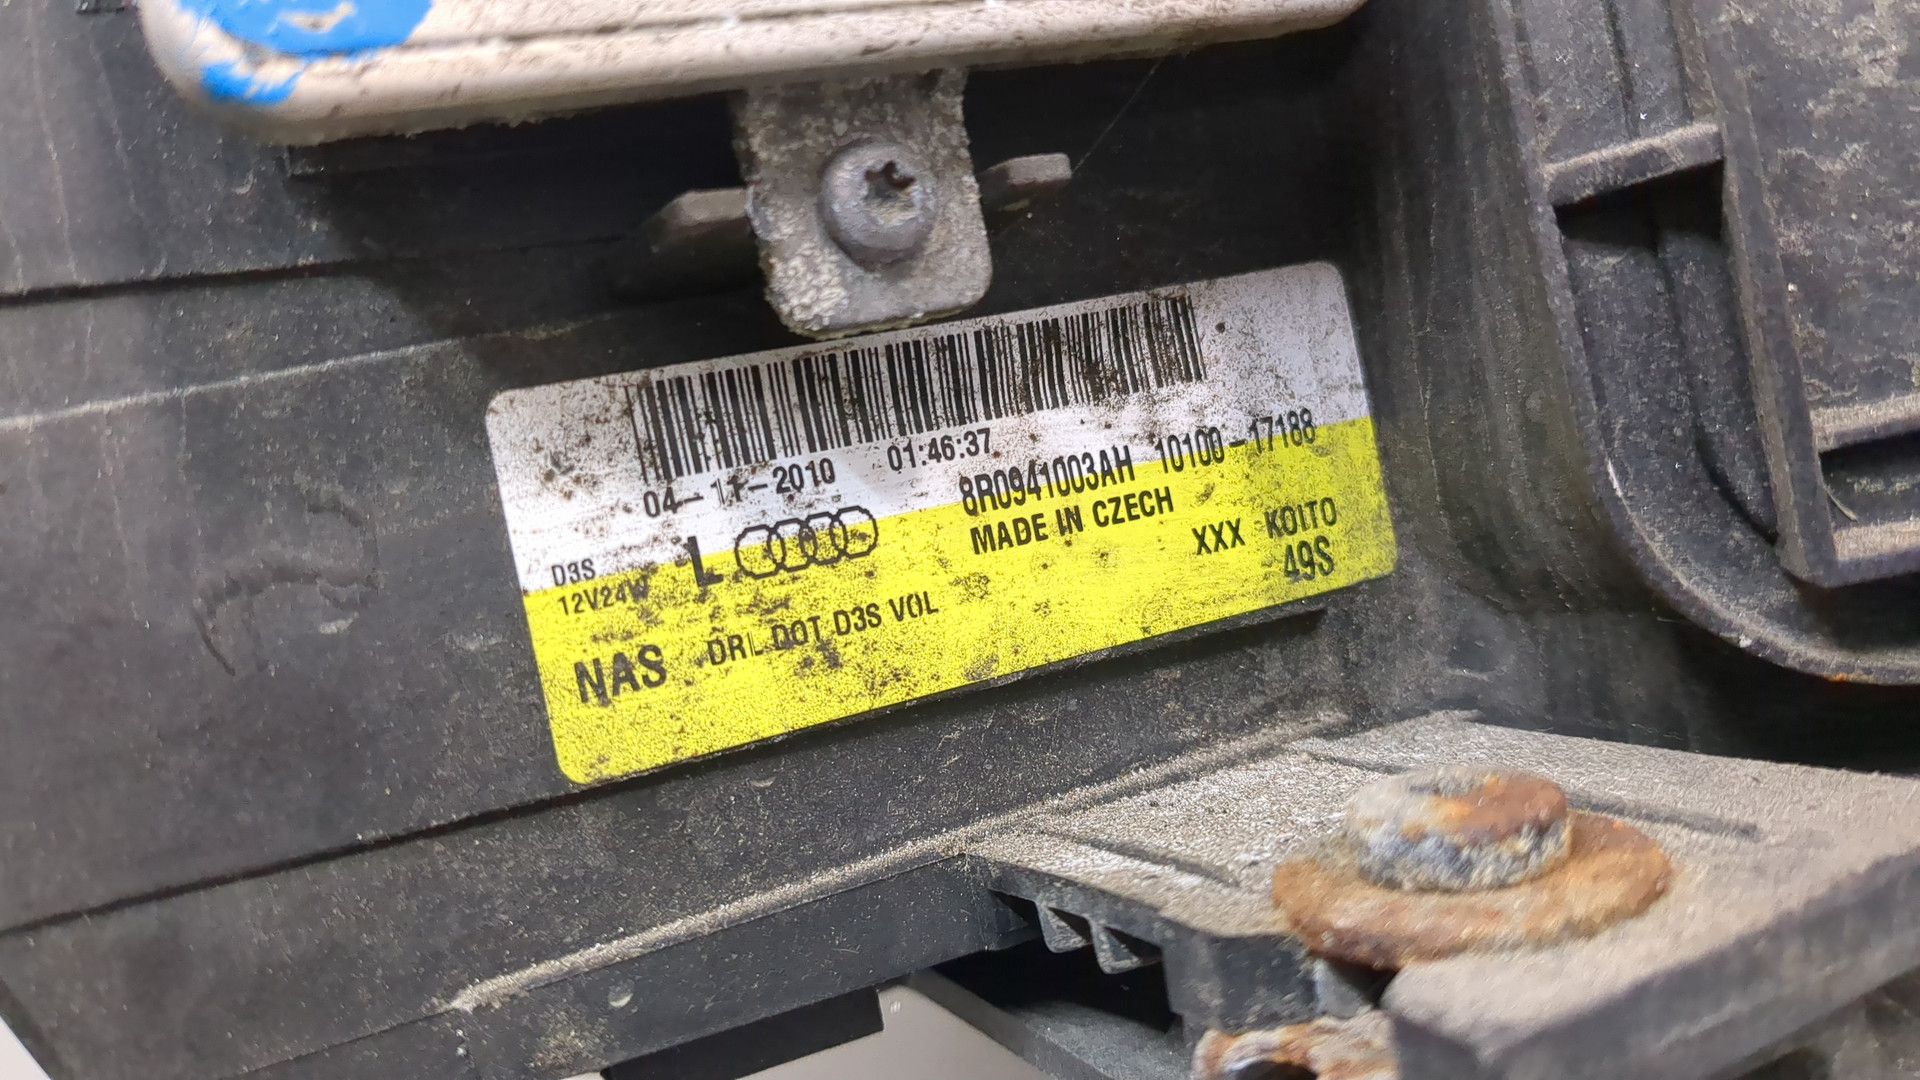 04-11-2010 01:46:37
8R0941003AH 10100-17188
MADE IN CZECH
XXX KOITO
49S
D3S L
12V24W
NAS DRL DOT D3S VOL